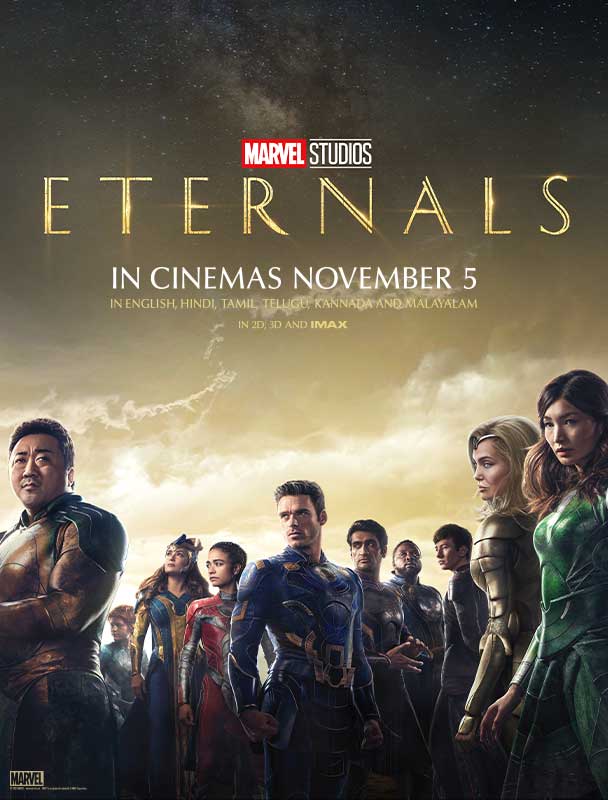 MARVEL STUDIOS
ETERNALS
IN CINEMAS NOVEMBER 5
IN ENGLISH, HINDI, TAMIL, TELUGU, KANNADA AND MALAYALAM
IN 2D, 3D AND IMAX
MARVEL